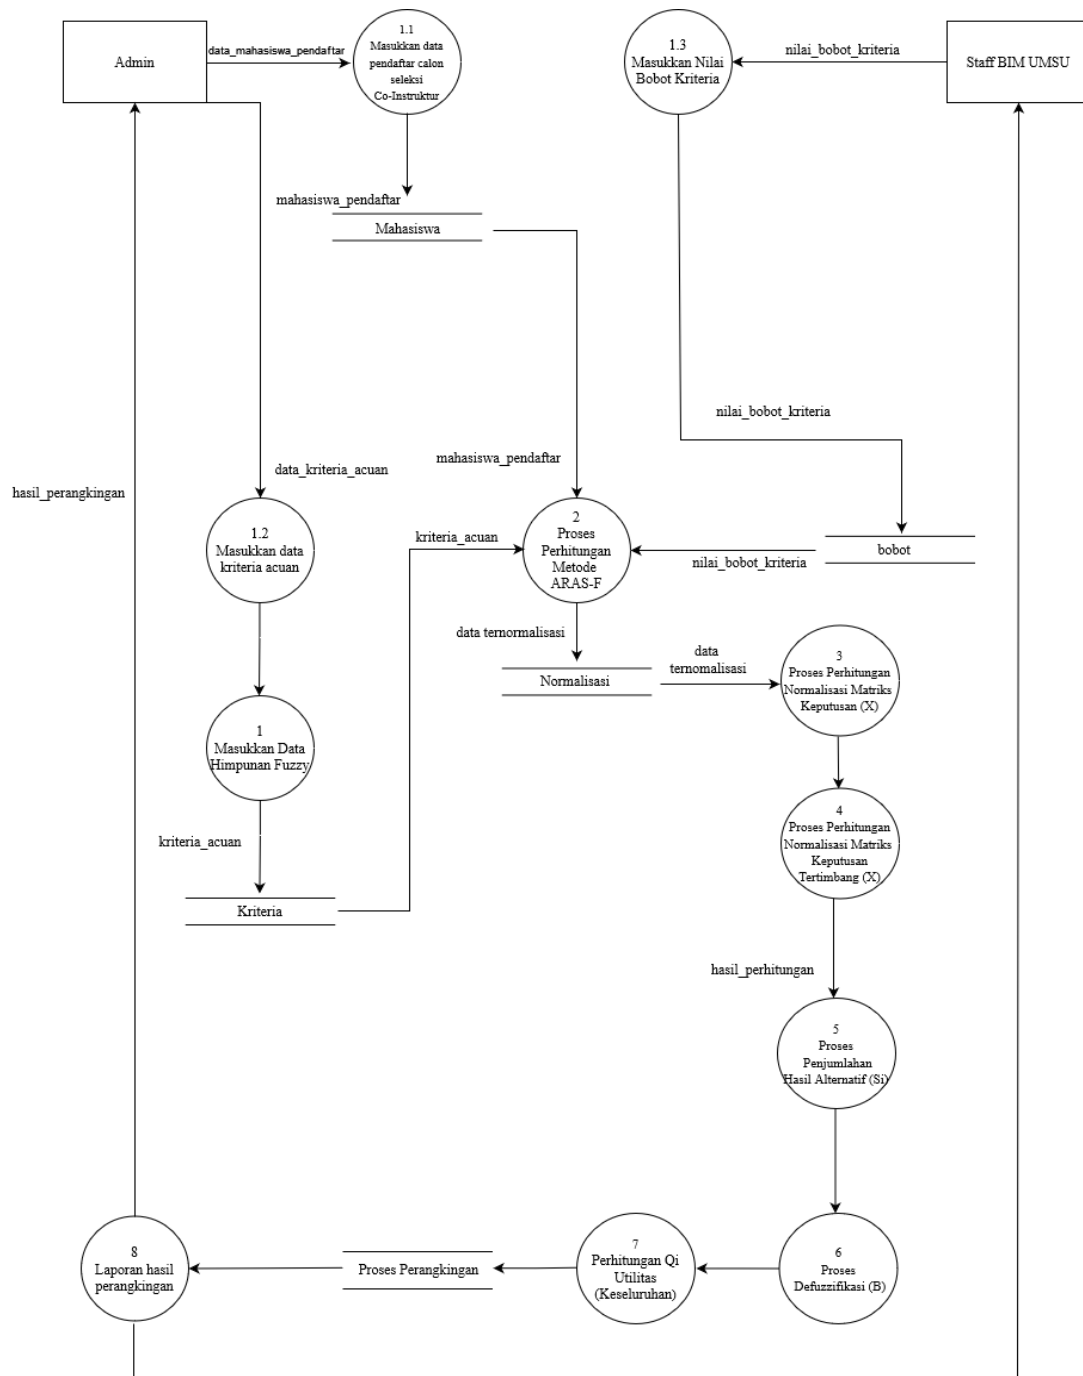 Admin
data_mahasiswa_pendaftar
1.1
Masukkan data
pendaftar calon
seleksi
Co-Instruktur
1.3
Masukkan Nilai
Bobot Kriteria
nilai_bobot_kriteria
Staff BIM UMSU
mahasiswa_pendaftar
Mahasiswa
nilai_bobot_kriteria
mahasiswa_pendaftar
data_kriteria_acuan
hasil_perangkingan
1.2
Masukkan data
kriteria acuan
kriteria_acuan
2
Proses
Perhitungan
Metode
ARAS-F
nilai_bobot_kriteria
bobot
data ternormalisasi
Normalisasi
data
ternomalisasi
3
Proses Perhitungan
Normalisasi Matriks
Keputusan (X)
1
Masukkan Data
Himpunan Fuzzy
kriteria_acuan
Kriteria
4
Proses Perhitungan
Normalisasi Matriks
Keputusan
Tertimbang (X)
hasil_perhitungan
5
Proses
Penjumlahan
Hasil Alternatif (Si)
8
Laporan hasil
perangkingan
Proses Perangkingan
7
Perhitungan Qi
Utilitas
(Keseluruhan)
6
Proses
Defuzzifikasi (B)